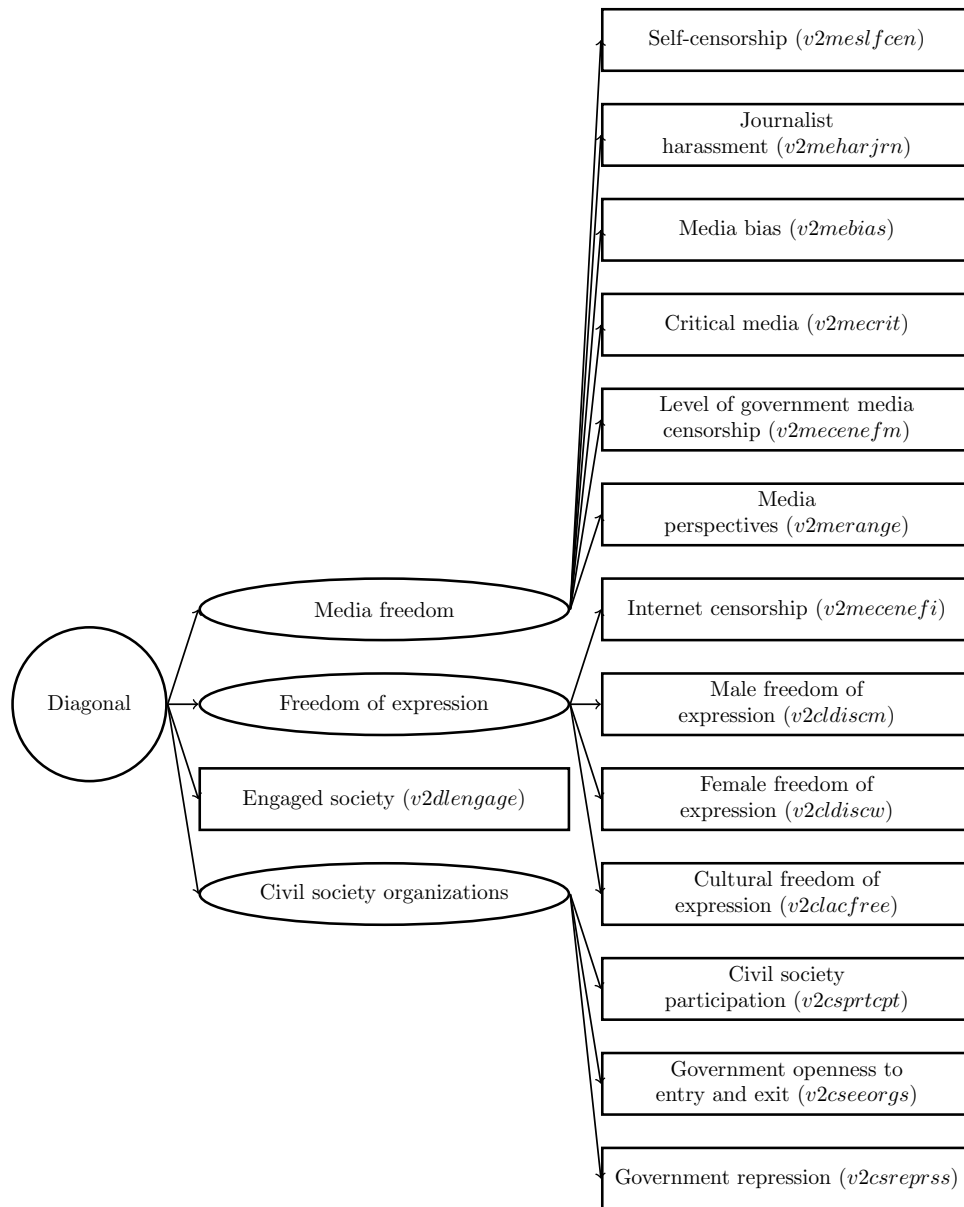 Self-censorship (v2meslfcen)
Journalist
harassment (v2meharjrn)
Media bias (v2mebias)
Critical media (v2mecrit)
Level of government media
censorship (v2mecenefm)
Media
perspectives (v2merange)
Media freedom
Internet censorship (v2mecenefi)
Diagonal
Freedom of expression
Male freedom of
expression (v2cldiscm)
Engaged society (v2dlengage)
Female freedom of
expression (v2cldiscw)
Civil society organizations
Cultural freedom of
expression (v2clacfree)
Civil society
participation (v2csprtcpt)
Government openness to
entry and exit (v2cseeorgs)
Government repression (v2csreprss)